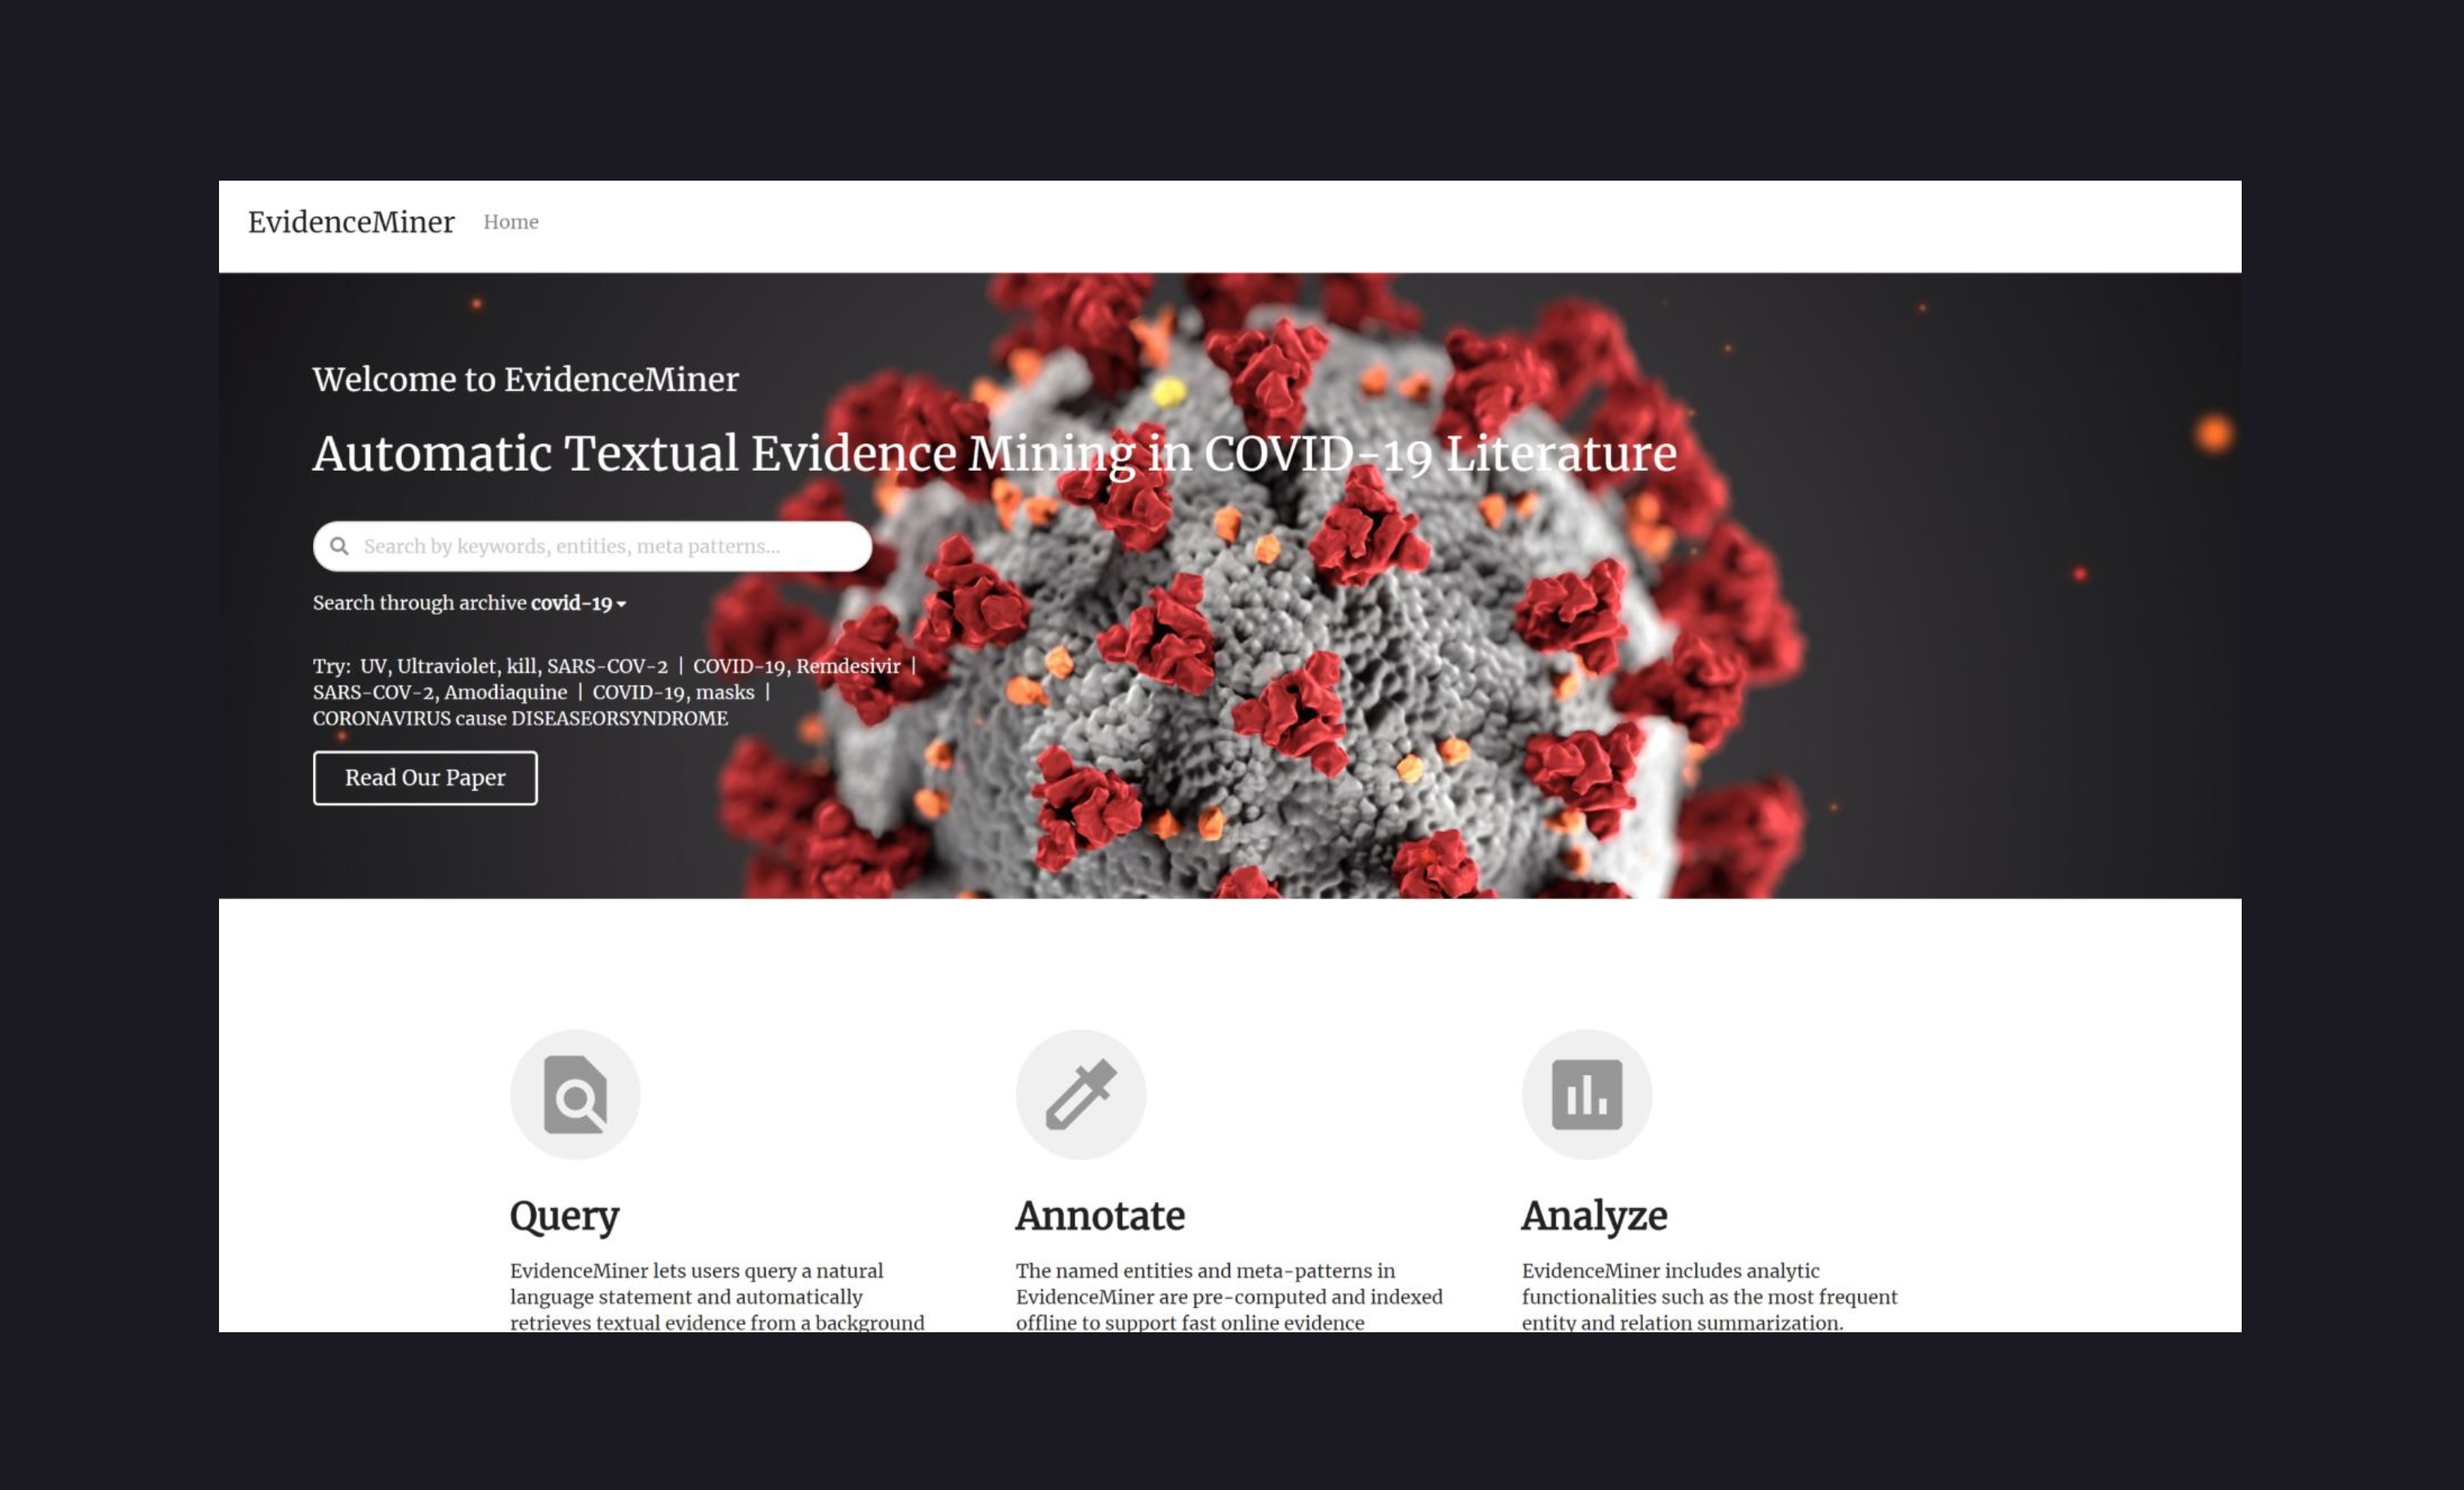 EvidenceMiner Home
Welcome to EvidenceMiner
Automatic Textual Evidence Mining in COVID-19 Literature
Search by keywords, entities, meta patterns...
Search through archive covid-19
Try: UV, Ultraviolet, kill, SARS-COV-2 | COVID-19, Remdesivir |
SARS-COV-2, Amodiaquine | COVID-19, masks |
CORONAVIRUS cause DISEASEORSYNDROME
Read Our Paper
Query
EvidenceMiner lets users query a natural
language statement and automatically
retrieves textual evidence from a background
Annotate
The named entities and meta-patterns in
EvidenceMiner are pre-computed and indexed
offline to support fast online evidence
Analyze
EvidenceMiner includes analytic
functionalities such as the most frequent
entity and relation summarization.